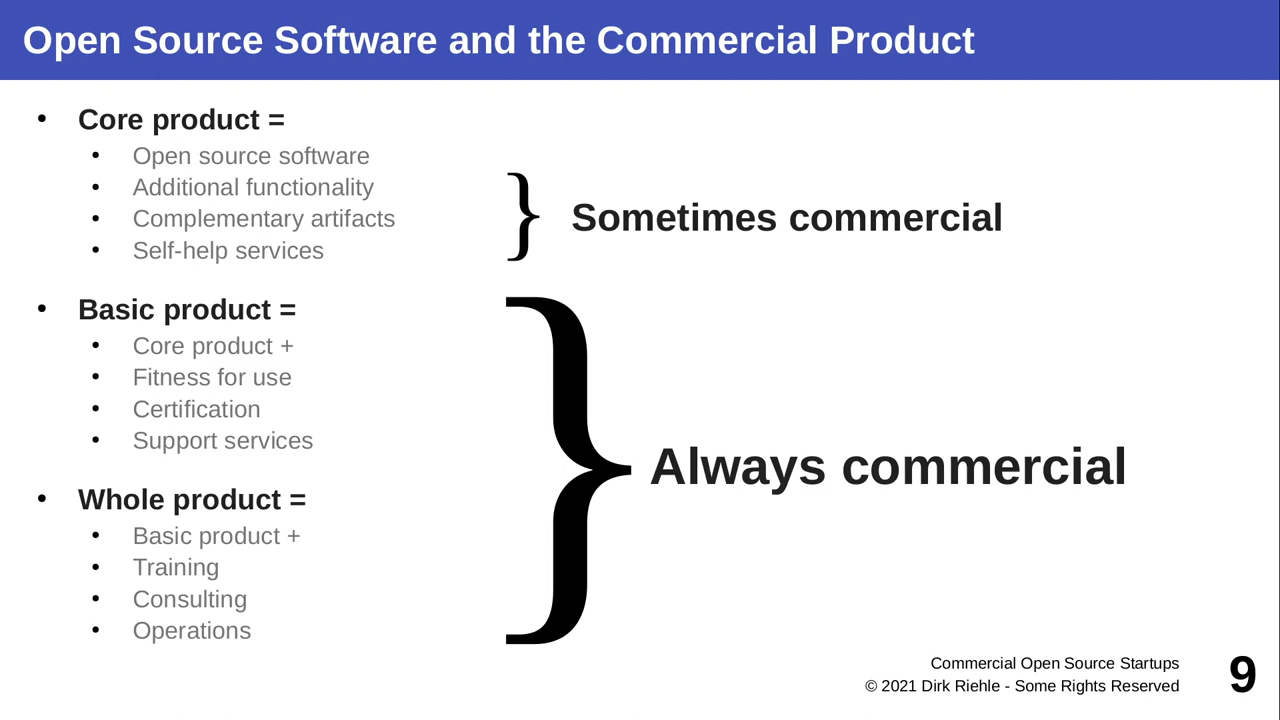 Open Source Software and the Commercial Product
• Core product =
• Open source software
• Additional functionality
• Complementary artifacts
• Self-help services
} Sometimes commercial
• Basic product =
• Core product +
• Fitness for use
• Certification
• Support services
• Whole product =
• Basic product +
• Training
• Consulting
• Operations
} Always commercial
Commercial Open Source Startups
© 2021 Dirk Riehle - Some Rights Reserved
9